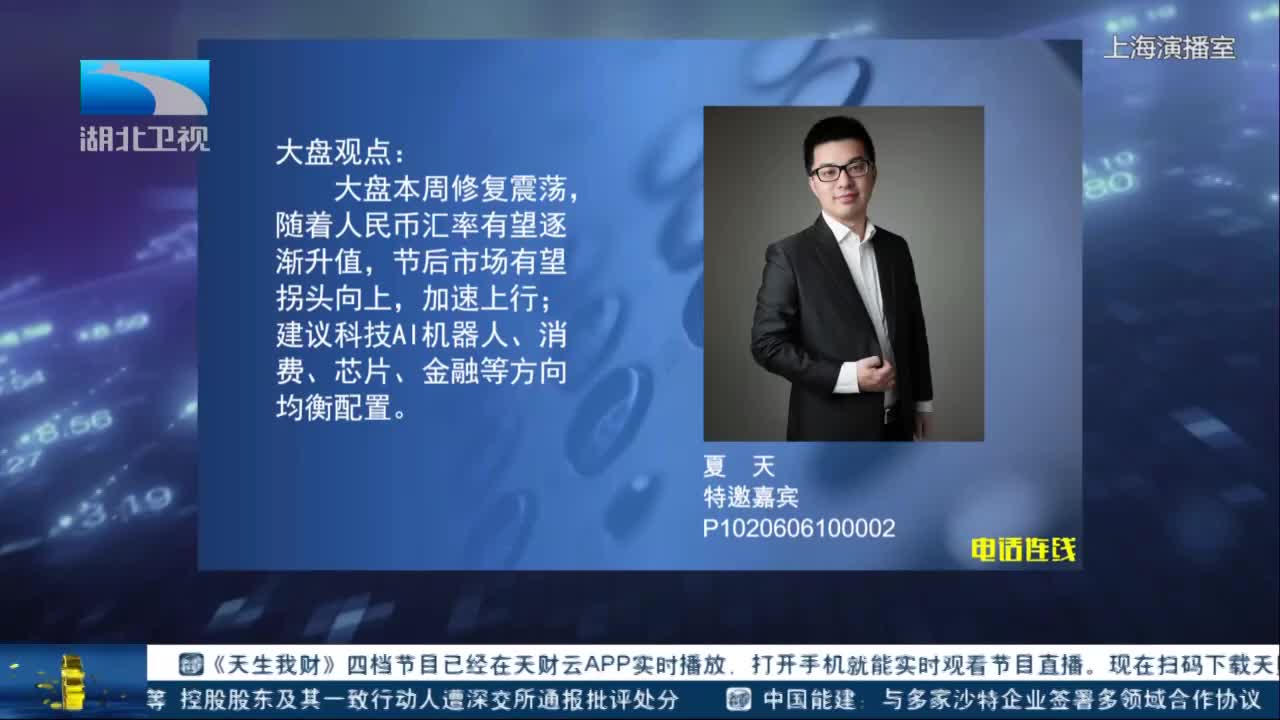 上海演播室
湖北卫视
大盘观点：
大盘本周修复震荡，
随着人民币汇率有望逐
渐升值，节后市场有望
拐头向上，加速上行；
建议科技AI机器人、消
费、芯片、金融等方向
均衡配置。
夏 天
特邀嘉宾
P1020606100002
电话连线
《天生我财》四档节目已经在天财云APP实时播放，打开手机就能实时观看节目直播。现在扫码下载天
等 控股股东及其一致行动人遭深交所通报批评处分 中国能建：与多家沙特企业签署多领域合作协议